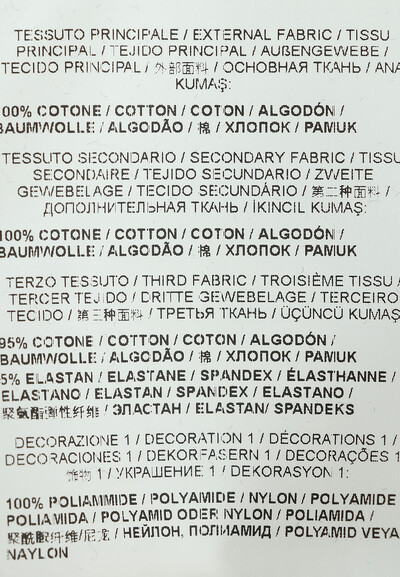 TESSUTO PRINCIPALE / EXTERNAL FABRIC / TISSU
PRINCIPAL / TEJIDO PRINCIPAL / AUßENGEWEBE /
TECIDO PRINCIPAL / 外部面料 / ОСНОВНАЯ ТКАНЬ / ANA
KUMAŞ:
100% COTONE / COTTON / COTON / ALGODÓN /
BAUMWOLLE / ALGODÃO / 棉 / ХЛОПОК / PAMUK
TESSUTO SECONDARIO / SECONDARY FABRIC / TISSU
SECONDAIRE / TEJIDO SECUNDARIO / ZWEITE
GEWEBELAGE / TECIDO SECUNDÁRIO / 第二种面料 /
ДОПОЛНИТЕЛЬНАЯ ТКАНЬ / İKINCIL KUMAŞ:
100% COTONE / COTTON / COTON / ALGODÓN /
BAUMWOLLE / ALGODÃO / 棉 / ХЛОПОК / PAMUK
TERZO TESSUTO / THIRD FABRIC / TROISIÈME TISSU /
TERCER TEJIDO / DRITTE GEWEBELAGE / TERCEIRO
TECIDO / 第三种面料 / ТРЕТЬЯ ТКАНЬ / ÜÇÜNCÜ KUMAŞ
95% COTONE / COTTON / COTON / ALGODÓN /
BAUMWOLLE / ALGODÃO / 棉 / ХЛОПОК / PAMUK
5% ELASTAN / ELASTANE / SPANDEX / ÉLASTHANNE /
ELASTANO / ELASTAN / SPANDEX / ELASTANO /
聚氨酯弹性纤维 / ЭЛАСТАН / ELASTAN/ SPANDEKS
DECORAZIONE 1 / DECORATION 1 / DÉCORATIONS 1 /
DECORACIONES 1 / DEKORFASERN 1 / DECORAÇÕES 1
饰物 1 / УКРАШЕНИЕ 1 / DEKORASYON 1:
100% POLIAMMIDE / POLYAMIDE / NYLON / POLYAMIDE
POLIAMIDA / POLYAMID ODER NYLON / POLIAMIDA /
聚酰胺纤维/尼龙 / НЕЙЛОН, ПОЛИАМИД / POLYAMID VEYA
NAYLON